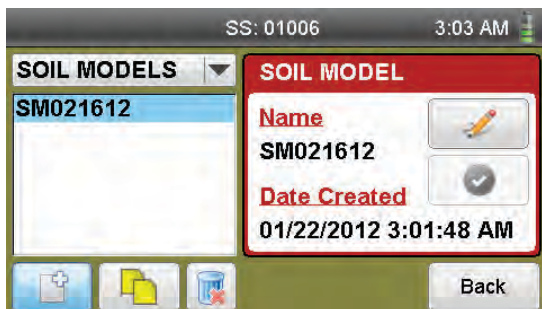 SS: 01006 3:03 AM
SOIL MODELS
SM021612
SOIL MODEL
Name
SM021612
Date Created
01/22/2012 3:01:48 AM
Back